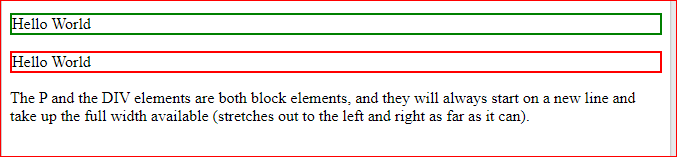 Hello World
Hello World
The P and the DIV elements are both block elements, and they will always start on a new line and
take up the full width available (stretches out to the left and right as far as it can).